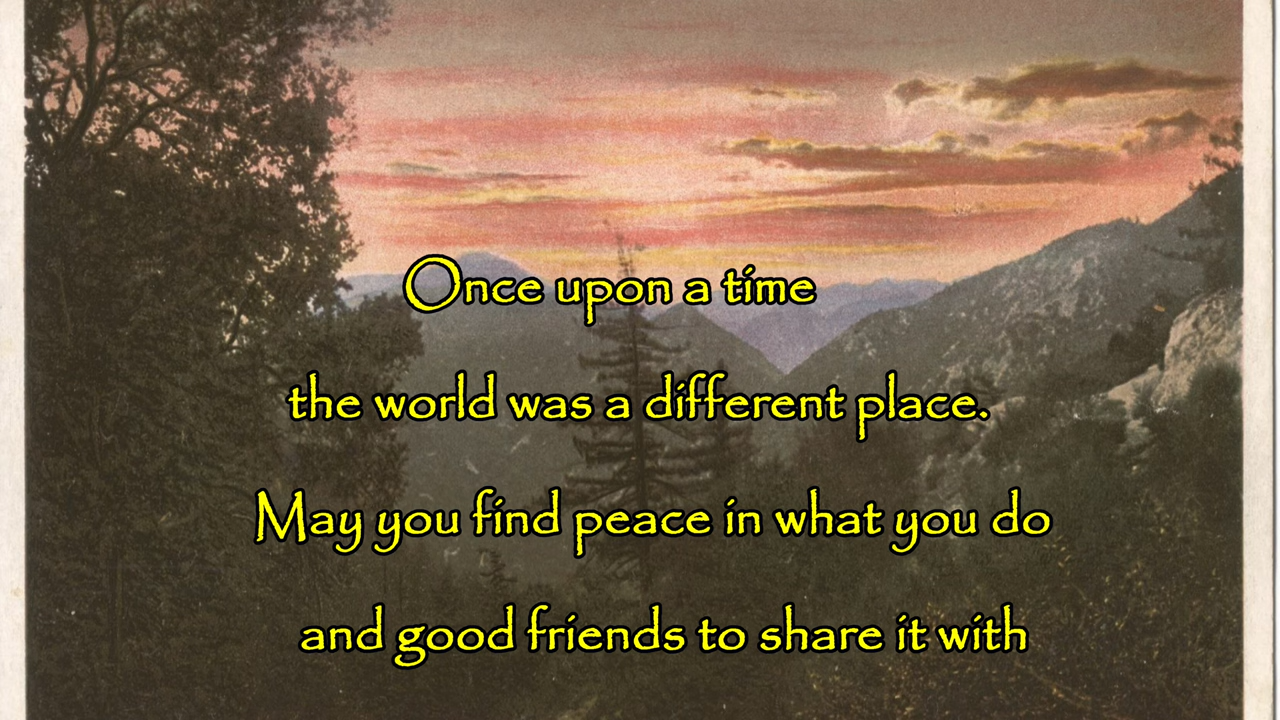 Once upon a time
the world was a different place.
May you find peace in what you do
and good friends to share it with